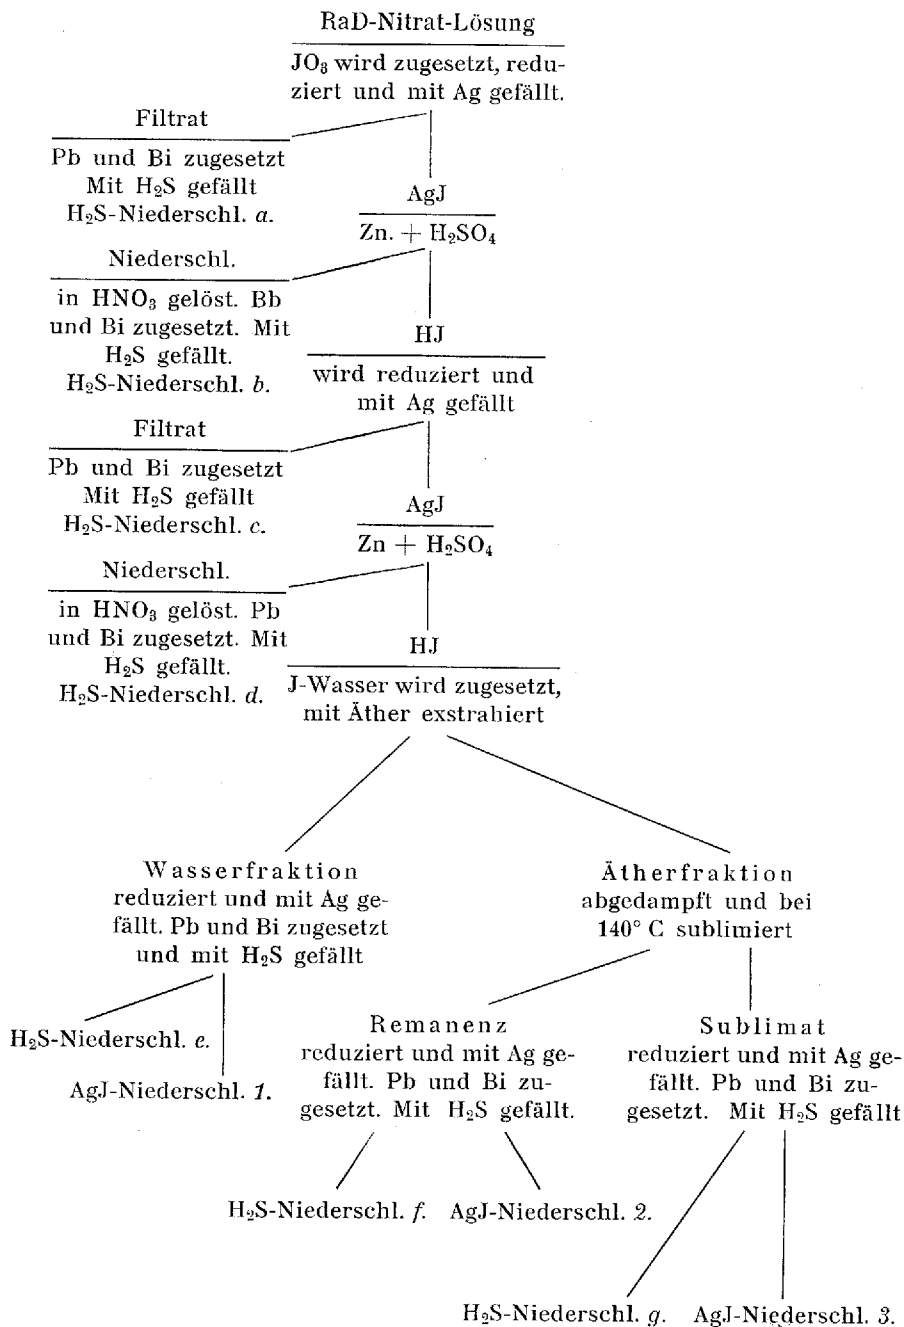 RaD-Nitrat-Lösung
JO₃ wird zugesetzt, redu-
ziert und mit Ag gefällt.
Filtrat
Pb und Bi zugesetzt
Mit H₂S gefällt
H₂S-Niederschl. a.
AgJ
Zn. + H₂SO₄
Niederschl.
in HNO₃ gelöst. Bb
und Bi zugesetzt. Mit
H₂S gefällt.
H₂S-Niederschl. b.
HJ
wird reduziert und
mit Ag gefällt
Filtrat
Pb und Bi zugesetzt
Mit H₂S gefällt
H₂S-Niederschl. c.
AgJ
Zn + H₂SO₄
Niederschl.
in HNO₃ gelöst. Pb
und Bi zugesetzt. Mit
H₂S gefällt.
H₂S-Niederschl. d.
HJ
J-Wasser wird zugesetzt,
mit Äther exstrahiert
Wasserfraktion
reduziert und mit Ag ge-
fällt. Pb und Bi zugesetzt
und mit H₂S gefällt
Ätherfraktion
abgedampft und bei
140° C sublimiert
H₂S-Niederschl. e.
AgJ-Niederschl. 1.
Remanenz
reduziert und mit Ag ge-
fällt. Pb und Bi zu-
gesetzt. Mit H₂S gefällt.
Sublimat
reduziert und mit Ag ge-
fällt. Pb und Bi zu-
gesetzt. Mit H₂S gefällt
H₂S-Niederschl. f.
AgJ-Niederschl. 2.
H₂S-Niederschl. g.
AgJ-Niederschl. 3.